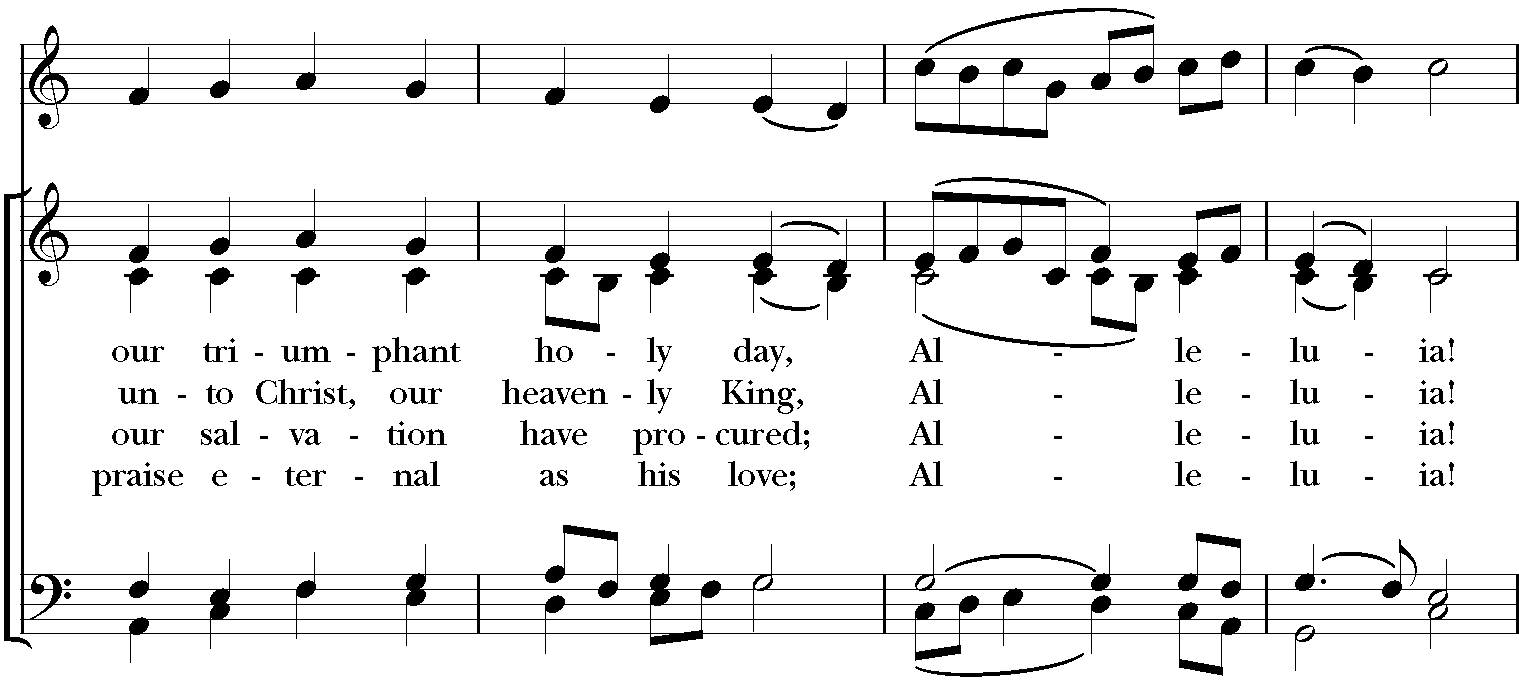 our tri - um - phant ho - ly day, Al - le - lu - ia!
un - to Christ, our heaven - ly King, Al - le - lu - ia!
our sal - va - tion have pro - cured; Al - le - lu - ia!
praise e - ter - nal as his love; Al - le - lu - ia!